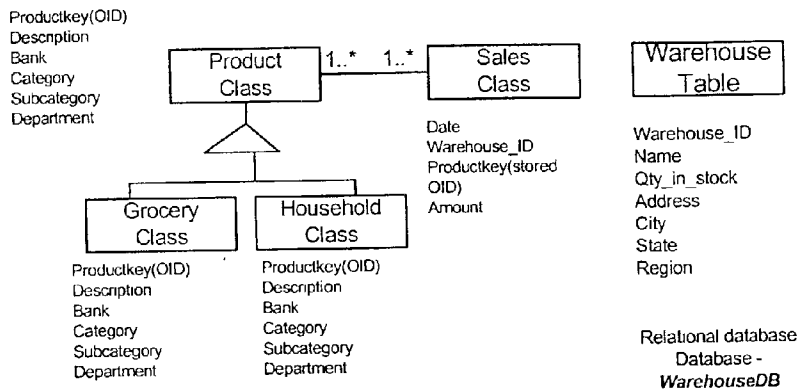 Productkey(OID)
Description
Bank
Category
Subcategory
Department
Product
Class
1..*
1..*
Sales
Class
Warehouse
Table
Date
Warehouse_ID
Productkey(stored
OID)
Amount
Warehouse_ID
Name
Qty_in_stock
Address
City
State
Region
Grocery
Class
Household
Class
Productkey(OID)
Description
Bank
Category
Subcategory
Department
Productkey(OID)
Description
Bank
Category
Subcategory
Department
Relational database
Database -
WarehouseDB